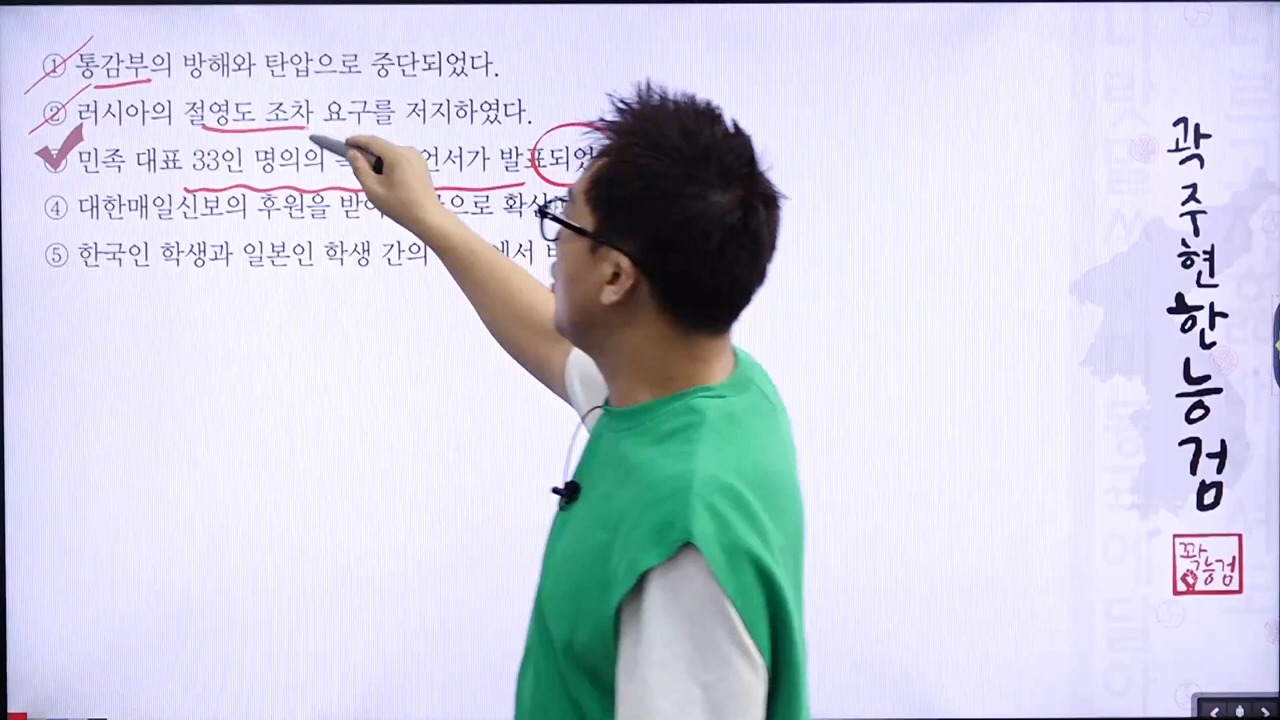 ① 통감부의 방해와 탄압으로 중단되었다.
② 러시아의 절영도 조차 요구를 저지하였다.
민족 대표 33인 명의의 언서가 발표되었
④ 대한매일신보의 후원을 받아 으로 확산
⑤ 한국인 학생과 일본인 학생 간의 에서
곽주현한능검
꽉능검